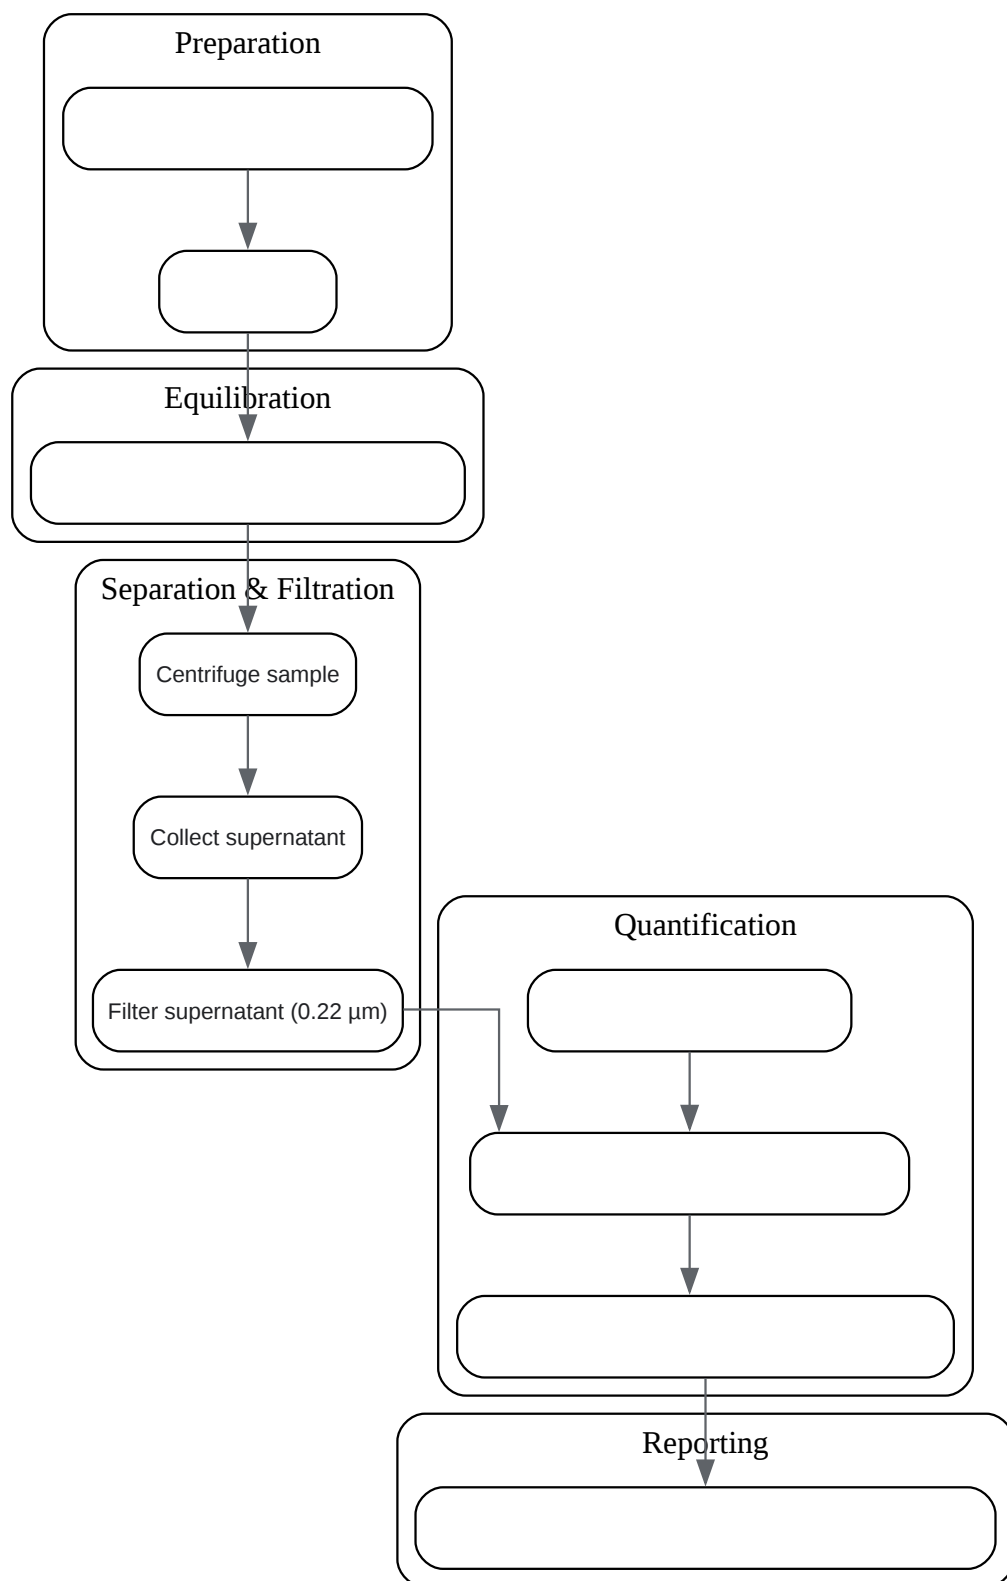 Preparation
Equilibration
Separation & Filtration
Centrifuge sample
Collect supernatant
Filter supernatant (0.22 µm)
Quantification
Reporting